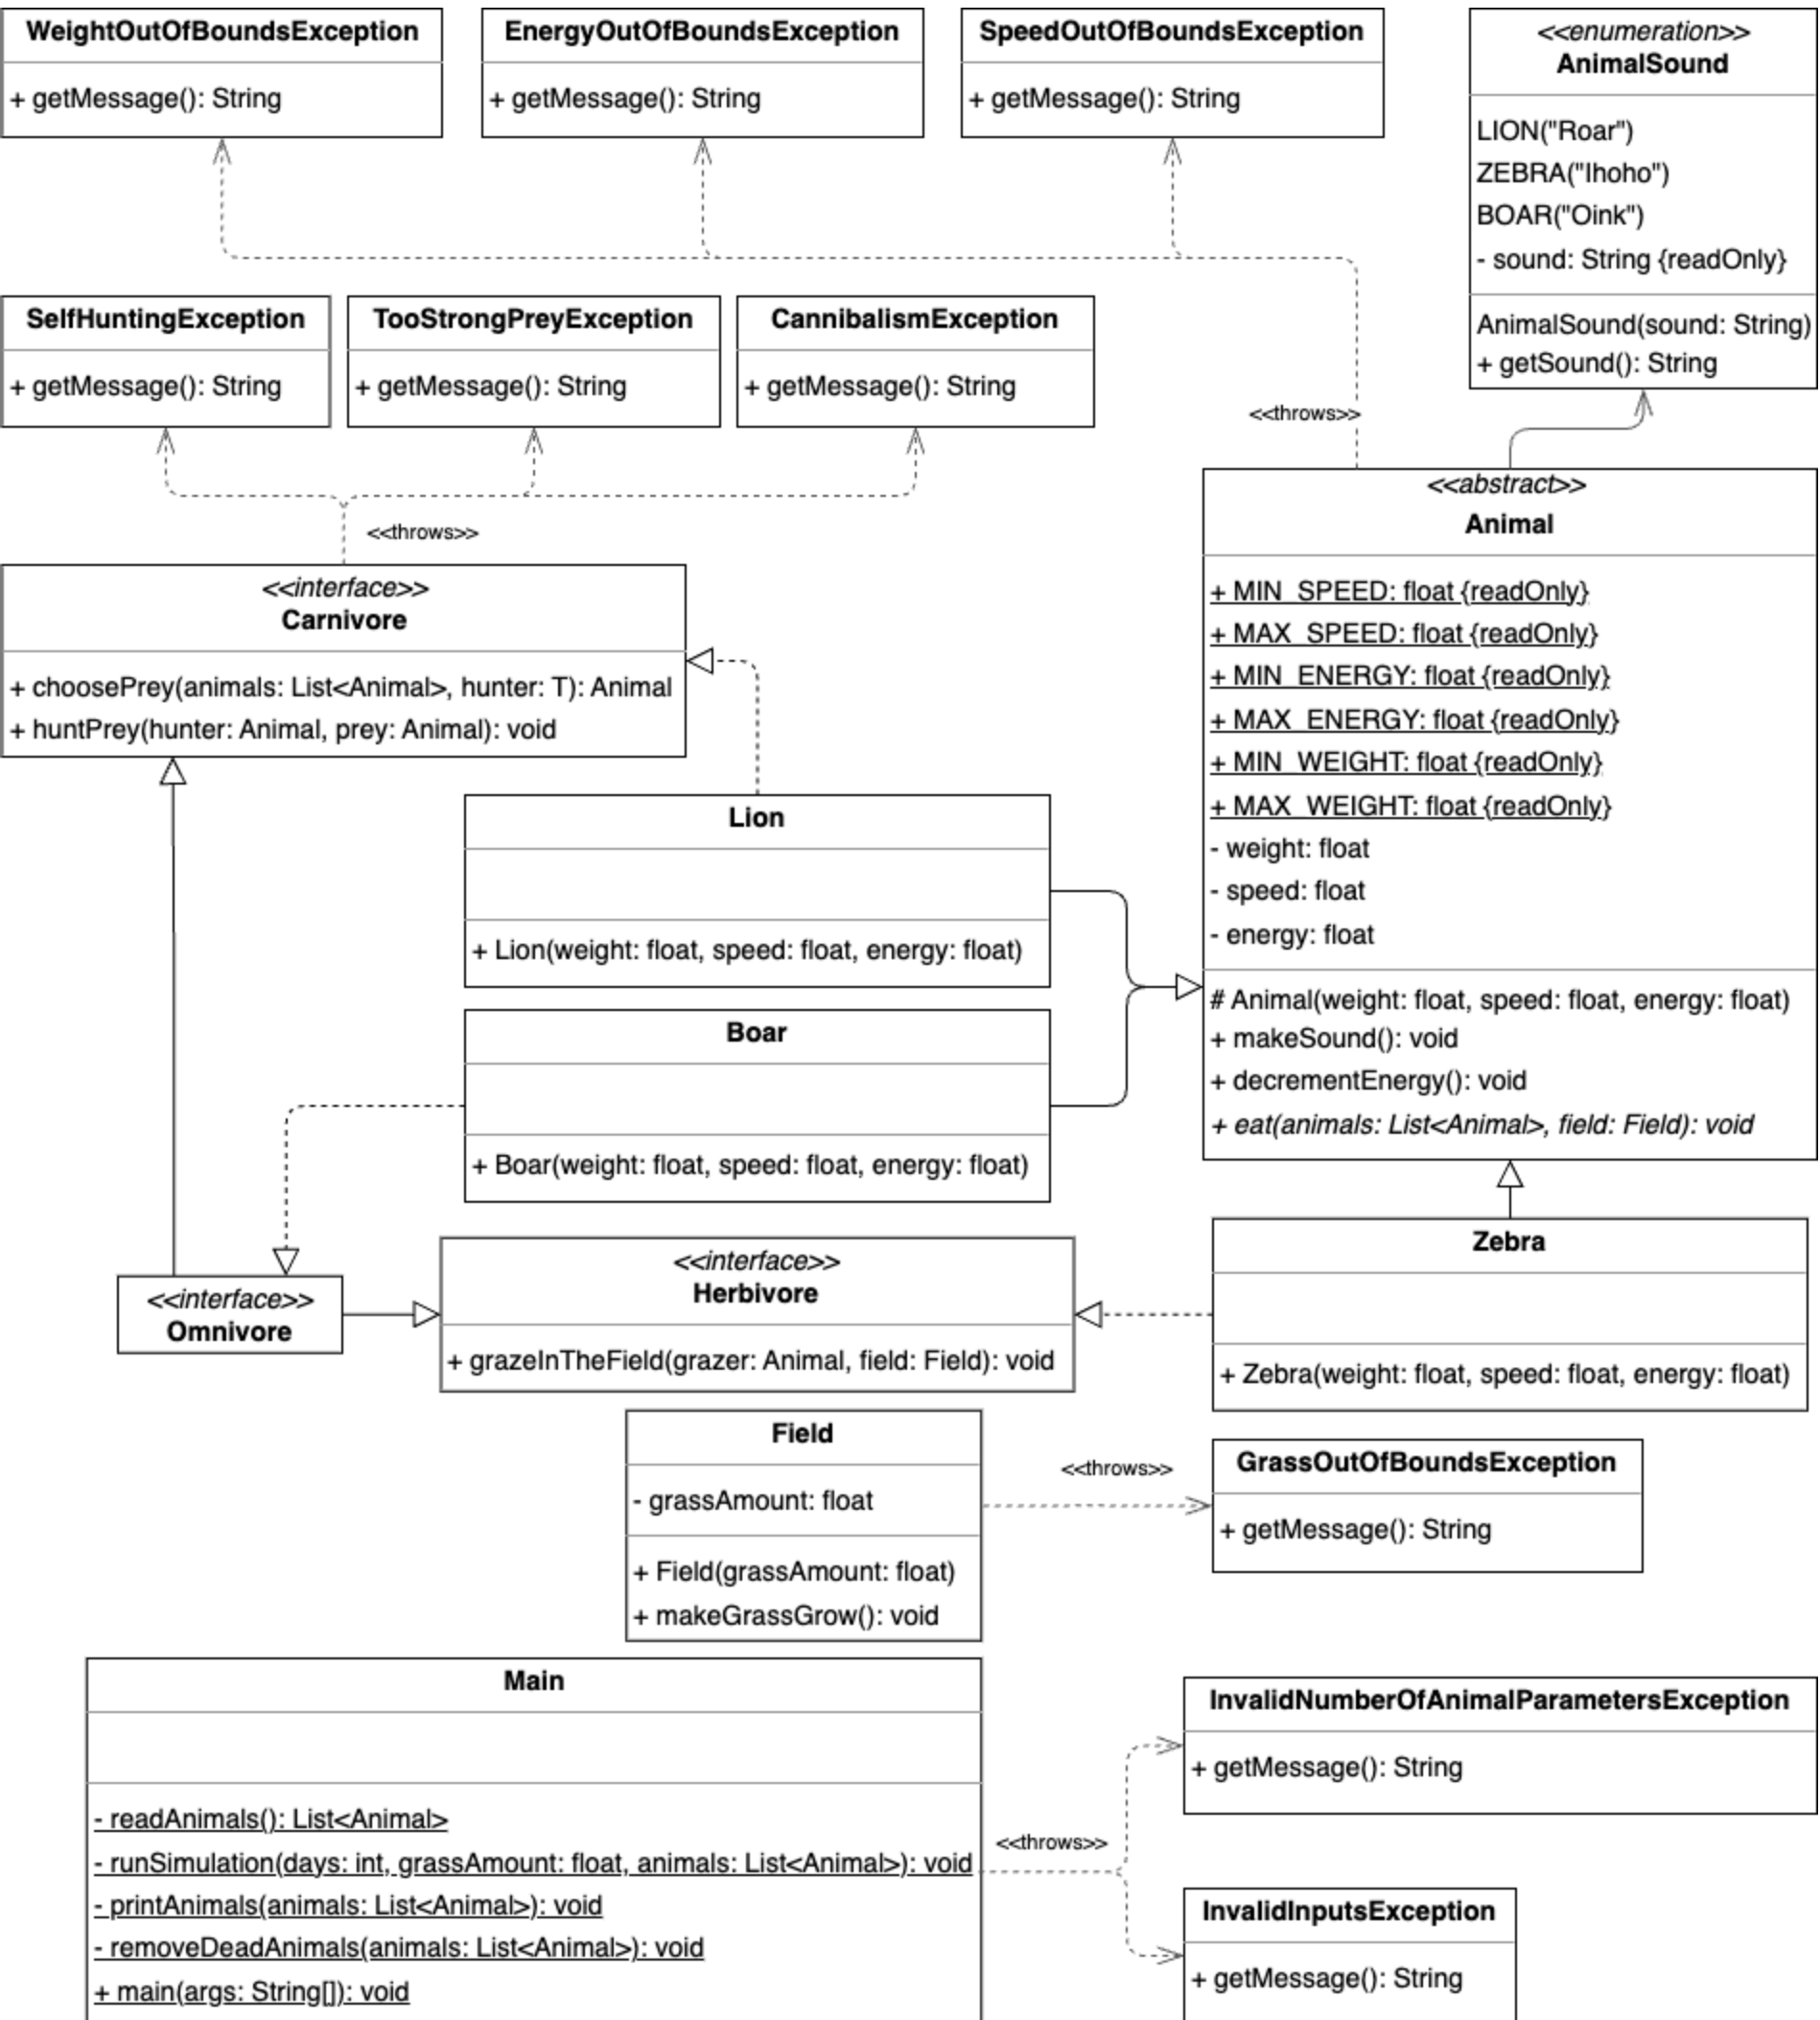 WeightOutOfBoundsException
+ getMessage(): String
EnergyOutOfBoundsException
+ getMessage(): String
SpeedOutOfBoundsException
+ getMessage(): String
<<enumeration>>
AnimalSound
LION("Roar")
ZEBRA("Ihoho")
BOAR("Oink")
- sound: String {readOnly}
AnimalSound(sound: String)
+ getSound(): String
SelfHuntingException
+ getMessage(): String
TooStrongPreyException
+ getMessage(): String
CannibalismException
+ getMessage(): String
<<throws>>
<<throws>>
<<interface>>
Carnivore
+ choosePrey(animals: List<Animal>, hunter: T): Animal
+ huntPrey(hunter: Animal, prey: Animal): void
<<abstract>>
Animal
+ MIN_SPEED: float {readOnly}
+ MAX_SPEED: float {readOnly}
+ MIN_ENERGY: float {readOnly}
+ MAX_ENERGY: float {readOnly}
+ MIN_WEIGHT: float {readOnly}
+ MAX_WEIGHT: float {readOnly}
- weight: float
- speed: float
- energy: float
# Animal(weight: float, speed: float, energy: float)
+ makeSound(): void
+ decrementEnergy(): void
+ eat(animals: List<Animal>, field: Field): void
Lion
+ Lion(weight: float, speed: float, energy: float)
Boar
+ Boar(weight: float, speed: float, energy: float)
<<interface>>
Omnivore
<<interface>>
Herbivore
+ grazeInTheField(grazer: Animal, field: Field): void
Zebra
+ Zebra(weight: float, speed: float, energy: float)
Field
- grassAmount: float
+ Field(grassAmount: float)
+ makeGrassGrow(): void
<<throws>>
GrassOutOfBoundsException
+ getMessage(): String
Main
- readAnimals(): List<Animal>
- runSimulation(days: int, grassAmount: float, animals: List<Animal>): void
- printAnimals(animals: List<Animal>): void
- removeDeadAnimals(animals: List<Animal>): void
+ main(args: String[]): void
<<throws>>
InvalidNumberOfAnimalParametersException
+ getMessage(): String
InvalidInputsException
+ getMessage(): String